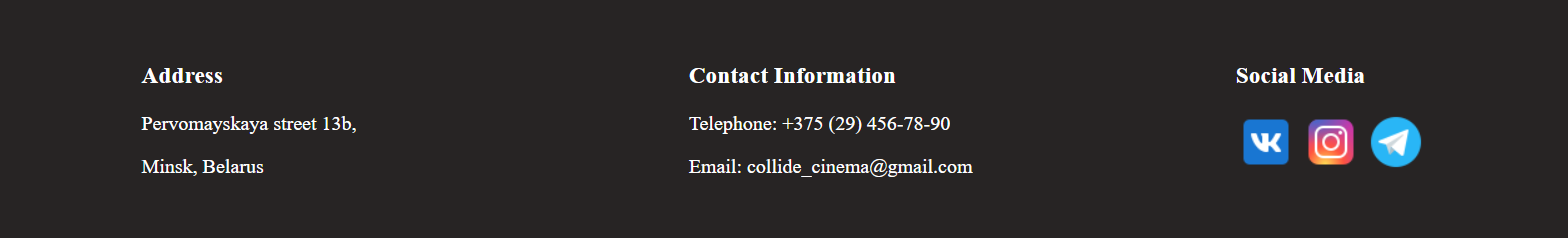 Address
Pervomayskaya street 13b,
Minsk, Belarus
Contact Information
Telephone: +375 (29) 456-78-90
Email: collide_cinema@gmail.com
Social Media
VK